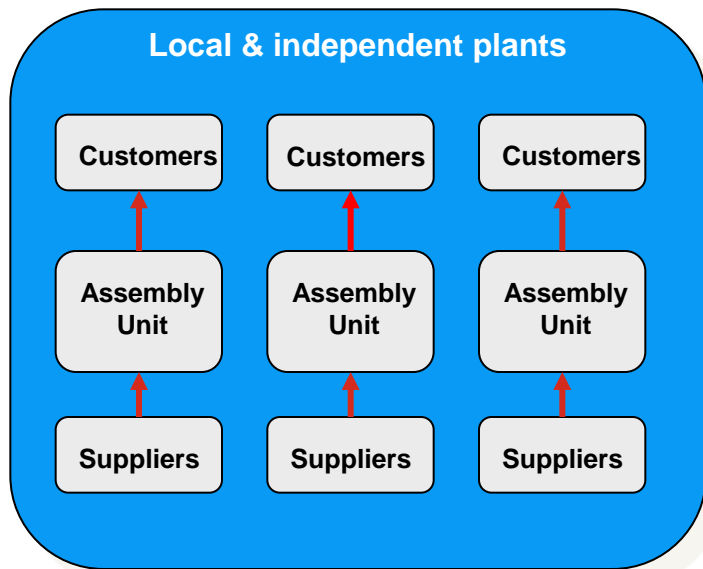 Local & independent plants
Customers
Customers
Customers
Assembly
Unit
Assembly
Unit
Assembly
Unit
Suppliers
Suppliers
Suppliers